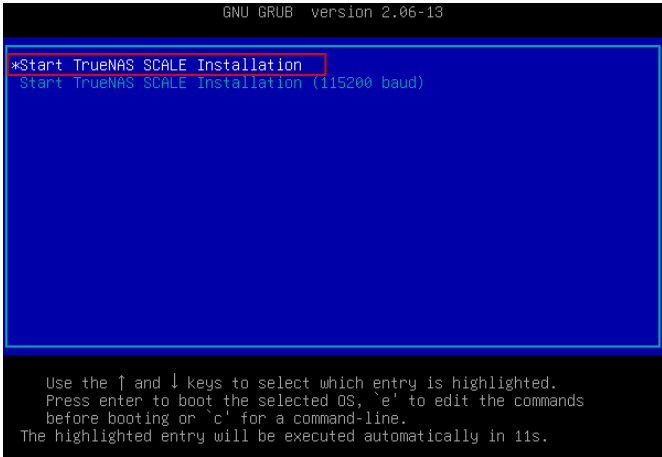 GNU GRUB version 2.06-13
*Start TrueNAS SCALE Installation
Start TrueNAS SCALE Installation (115200 baud)
Use the ↑ and ↓ keys to select which entry is highlighted.
Press enter to boot the selected OS, `e' to edit the commands
before booting or `c' for a command-line.
The highlighted entry will be executed automatically in 11s.